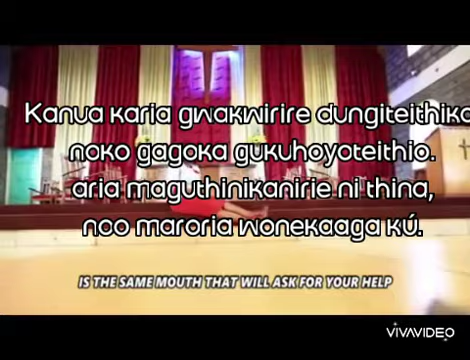 Kanua karia gwakwirire dungiteithika
noko gagoka gukuhoyoteithio.
aria maguthinikanirie ni thina,
noo maroria wonekaaga kú.
IS THE SAME MOUTH THAT WILL ASK FOR YOUR HELP
VIVAVIDEO